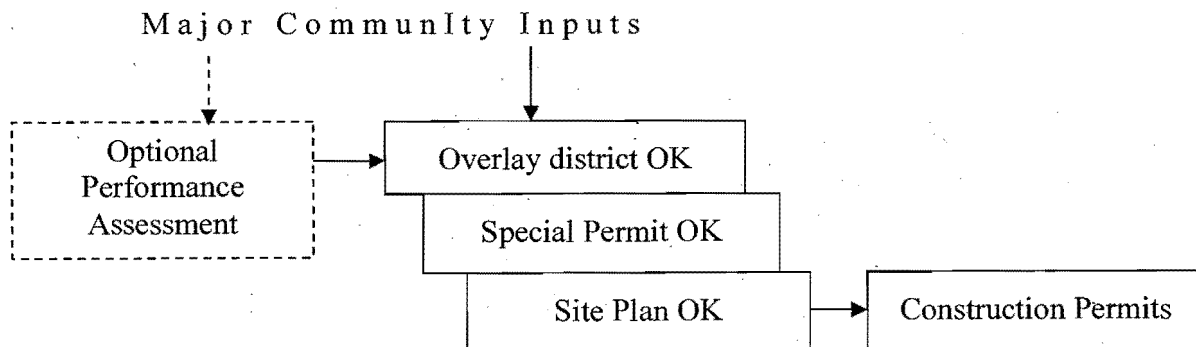 Major CommunIty Inputs
Optional
Performance
Assessment
Overlay district OK
Special Permit OK
Site Plan OK
Construction Permits